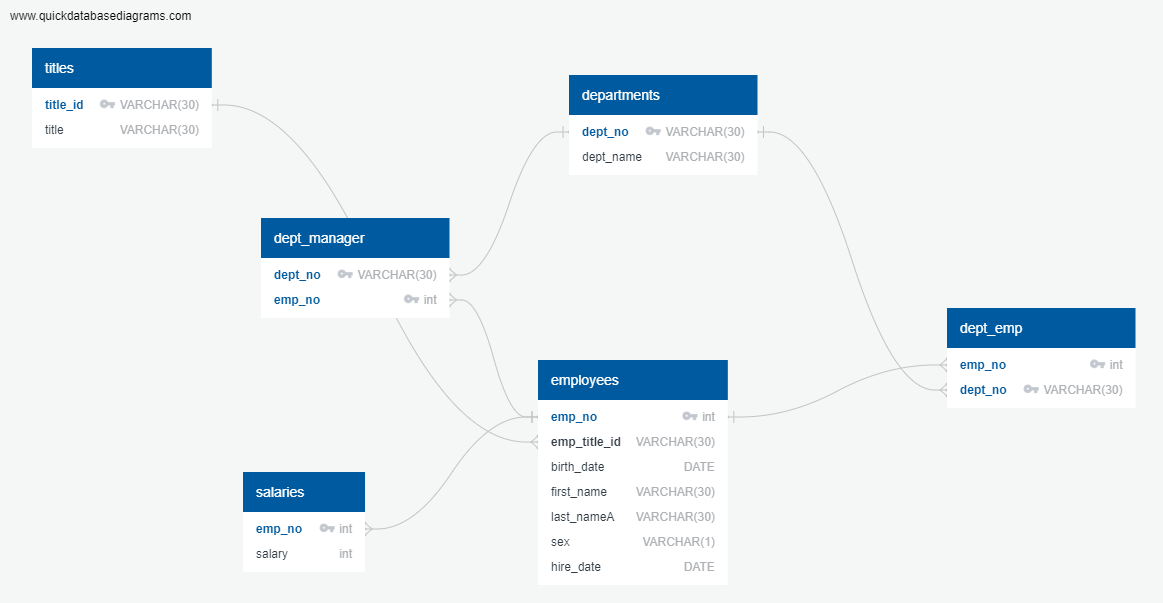 www.quickdatabasediagrams.com
titles
title_id VARCHAR(30)
title VARCHAR(30)
departments
dept_no VARCHAR(30)
dept_name VARCHAR(30)
dept_manager
dept_no VARCHAR(30)
emp_no int
dept_emp
emp_no int
dept_no VARCHAR(30)
employees
emp_no int
emp_title_id VARCHAR(30)
birth_date DATE
first_name VARCHAR(30)
last_nameA VARCHAR(30)
sex VARCHAR(1)
hire_date DATE
salaries
emp_no int
salary int